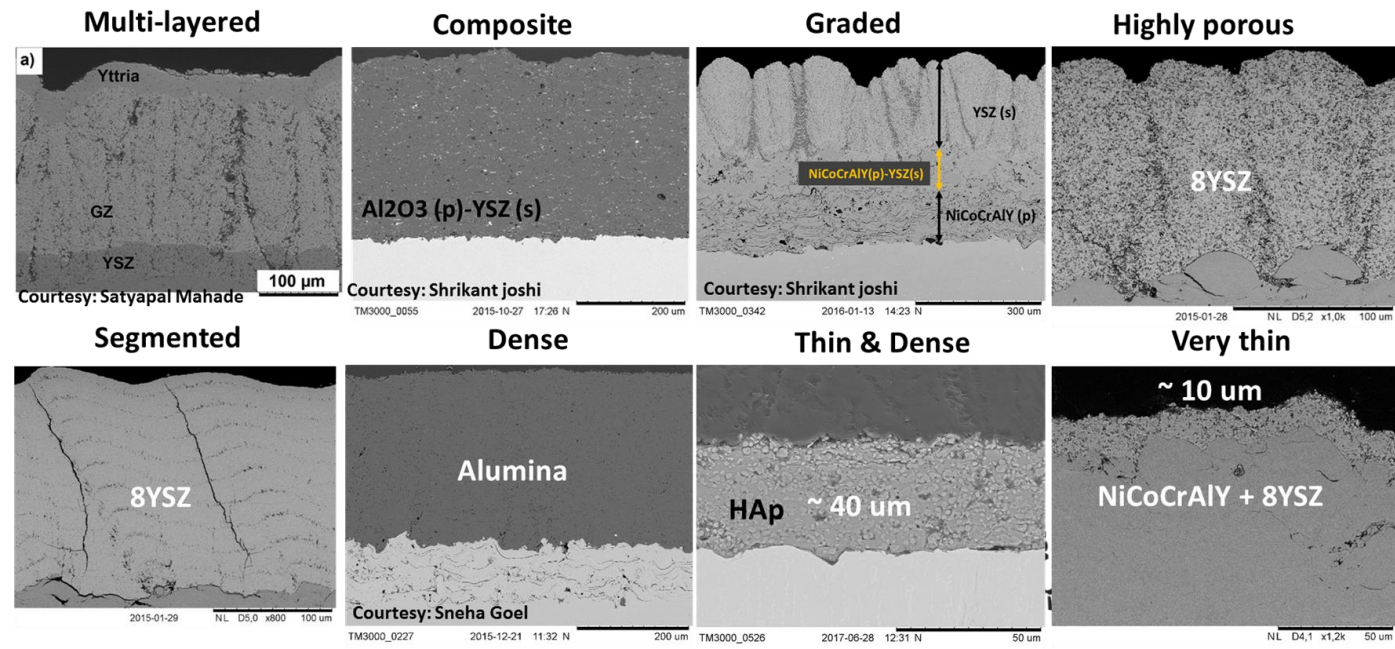 Multi-layered
Composite
Graded
Highly porous
a)
Yttria
GZ
YSZ
100 µm
Courtesy: Satyapal Mahade
Al2O3 (p)-YSZ (s)
Courtesy: Shrikant joshi
TM3000_0055 2015-10-27 17:26 N 200 um
YSZ (s)
NiCoCrAlY(p)-YSZ(s)
NiCoCrAlY (p)
Courtesy: Shrikant joshi
TM3000_0342 2016-01-13 14:23 N 300 um
8YSZ
2015-01-28 NL D5,2 x1,0k 100 um
Segmented
Dense
Thin & Dense
Very thin
8YSZ
2015-01-29 NL D5,0 x800 100 um
Alumina
Courtesy: Sneha Goel
TM3000_0227 2015-12-21 11:32 N 200 um
HAp ~ 40 um
TM3000_0526 2017-06-28 12:31 N 50 um
~ 10 um
NiCoCrAlY + 8YSZ
NL D4,1 x1,2k 50 um